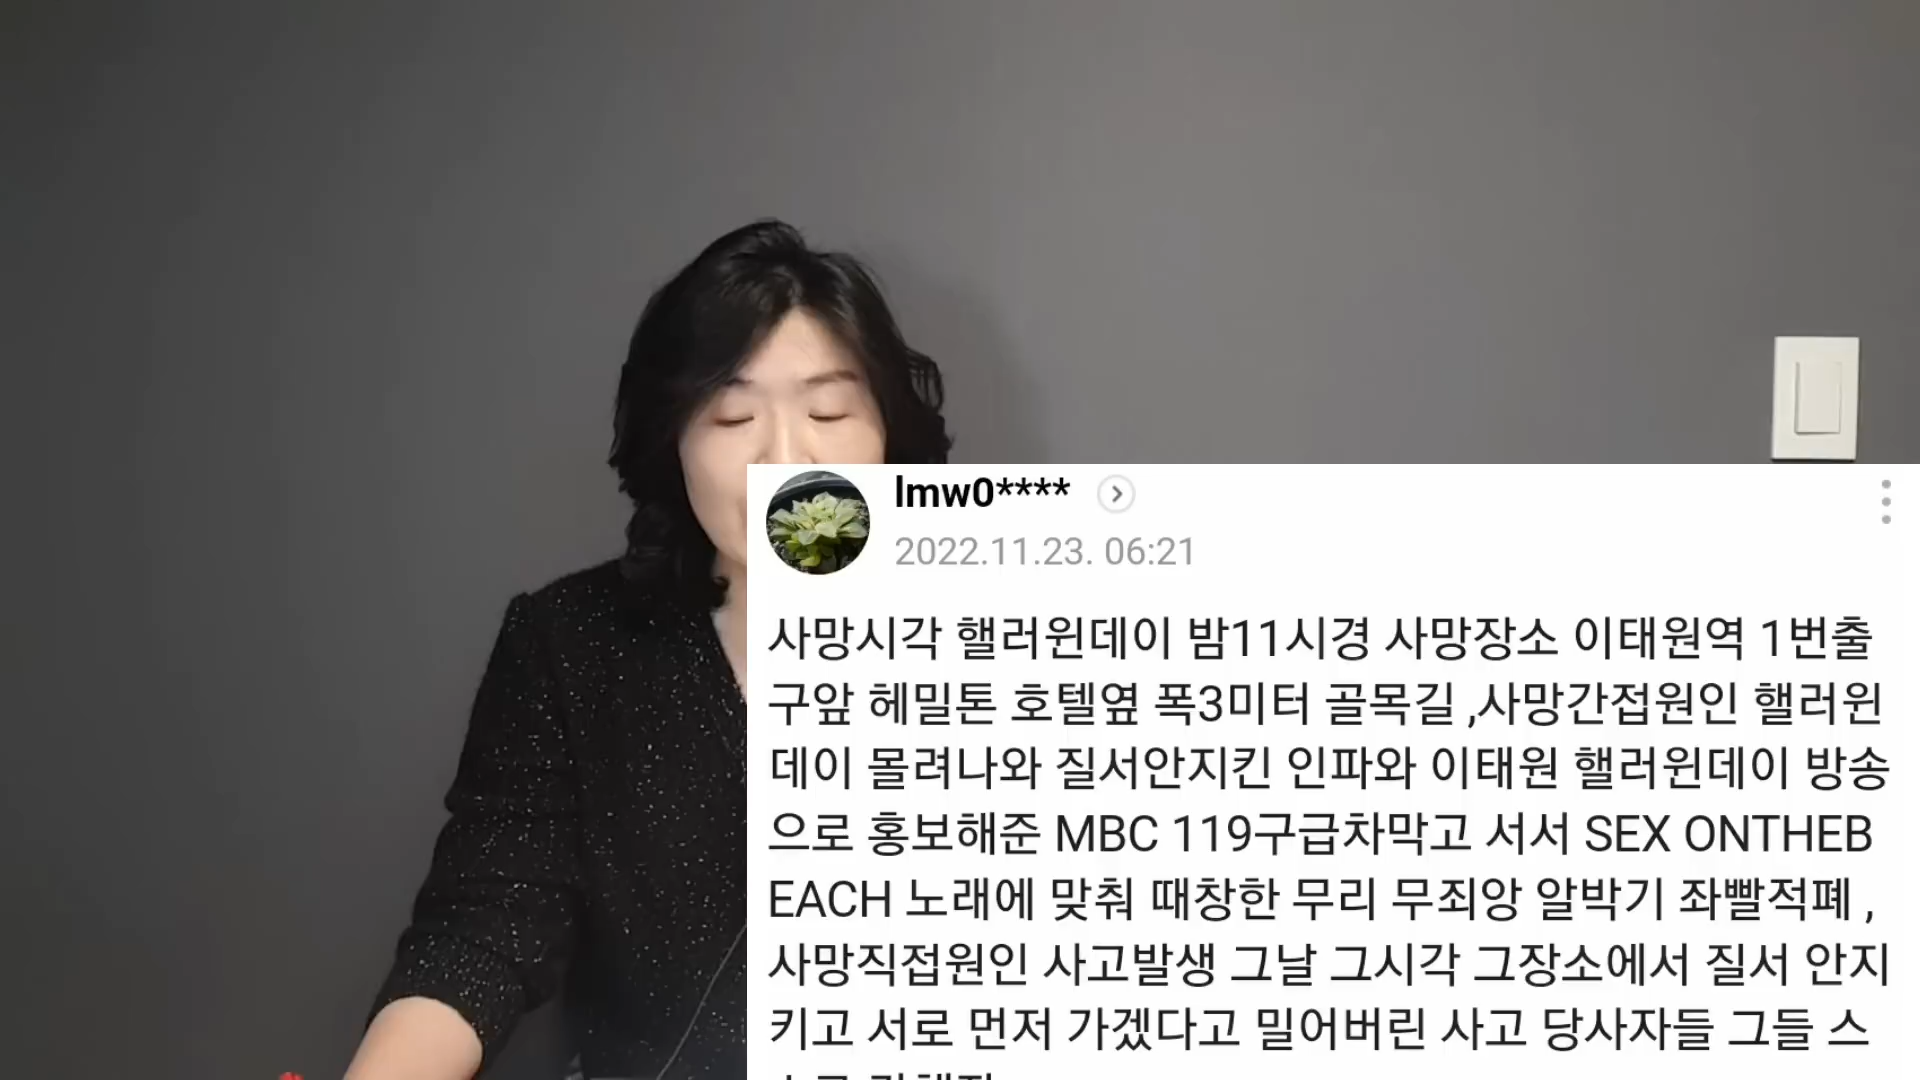 lmw0****
2022.11.23. 06:21
사망시각 핼러윈데이 밤11시경 사망장소 이태원역 1번출
구앞 헤밀톤 호텔옆 폭3미터 골목길 ,사망간접원인 핼러윈
데이 몰려나와 질서안지킨 인파와 이태원 핼러윈데이 방송
으로 홍보해준 MBC 119구급차막고 서서 SEX ONTHEB
EACH 노래에 맞춰 때창한 무리 무죄앙 알박기 좌빨적폐 ,
사망직접원인 사고발생 그날 그시각 그장소에서 질서 안지
키고 서로 먼저 가겠다고 밀어버린 사고 당사자들 그들 스